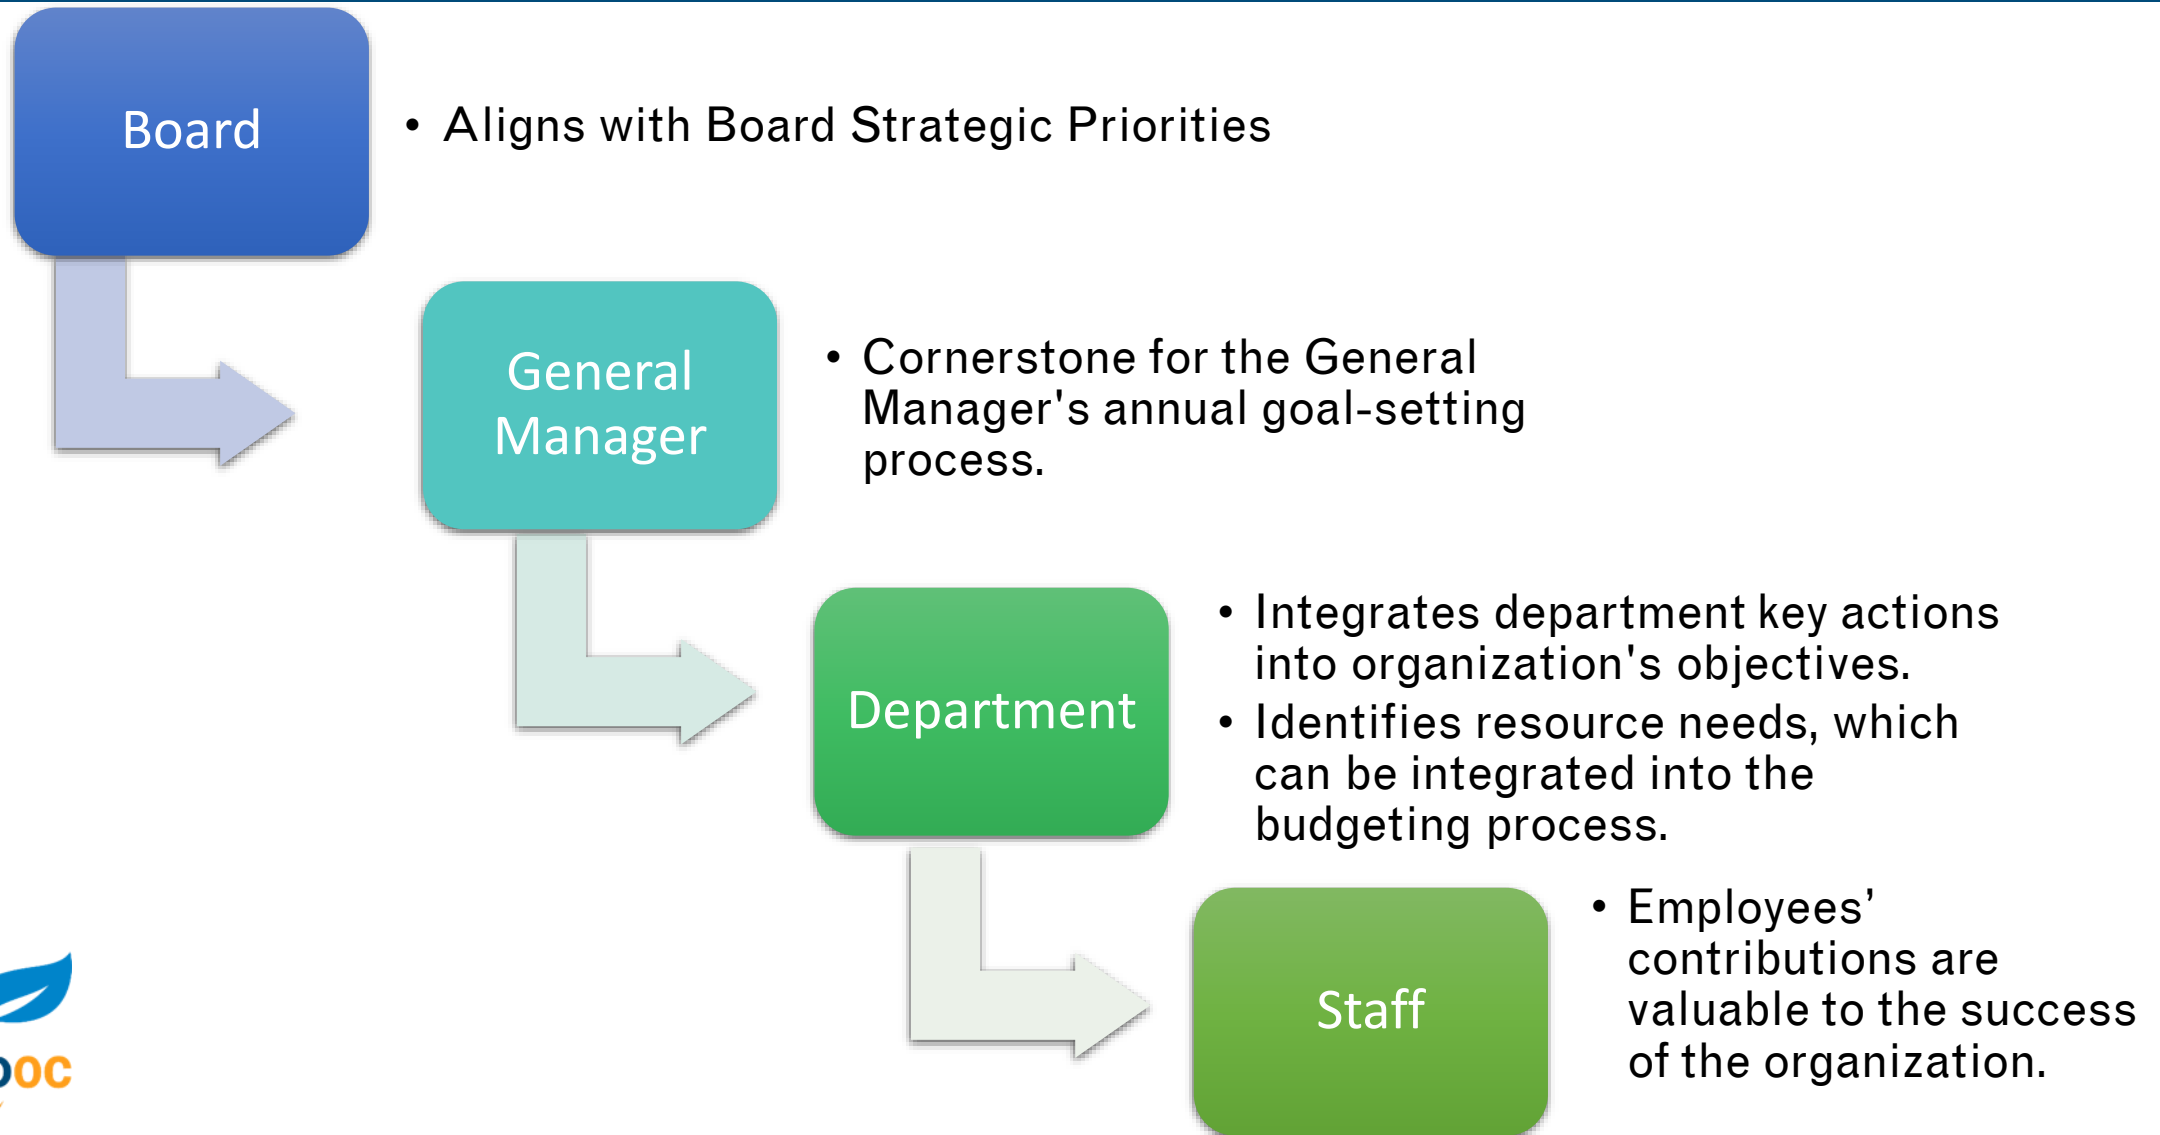 Board
• Aligns with Board Strategic Priorities
General
Manager
• Cornerstone for the General
Manager's annual goal-setting
process.
Department
• Integrates department key actions
into organization's objectives.
• Identifies resource needs, which
can be integrated into the
budgeting process.
Staff
• Employees’
contributions are
valuable to the success
of the organization.
oc